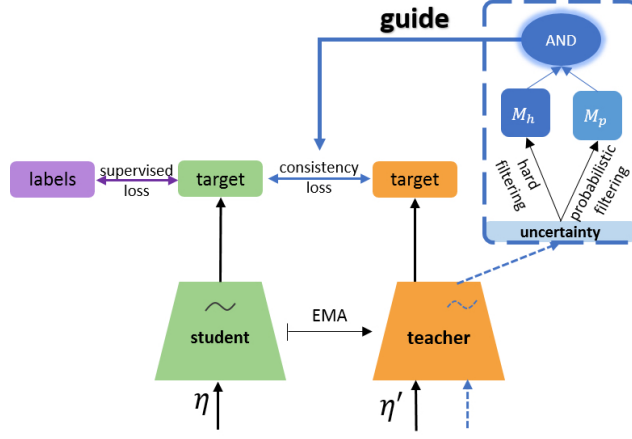 guide
AND
M_h
M_p
hard
filtering
probabilistic
filtering
uncertainty
labels
supervised
loss
target
consistency
loss
target
student
EMA
teacher
η
η′